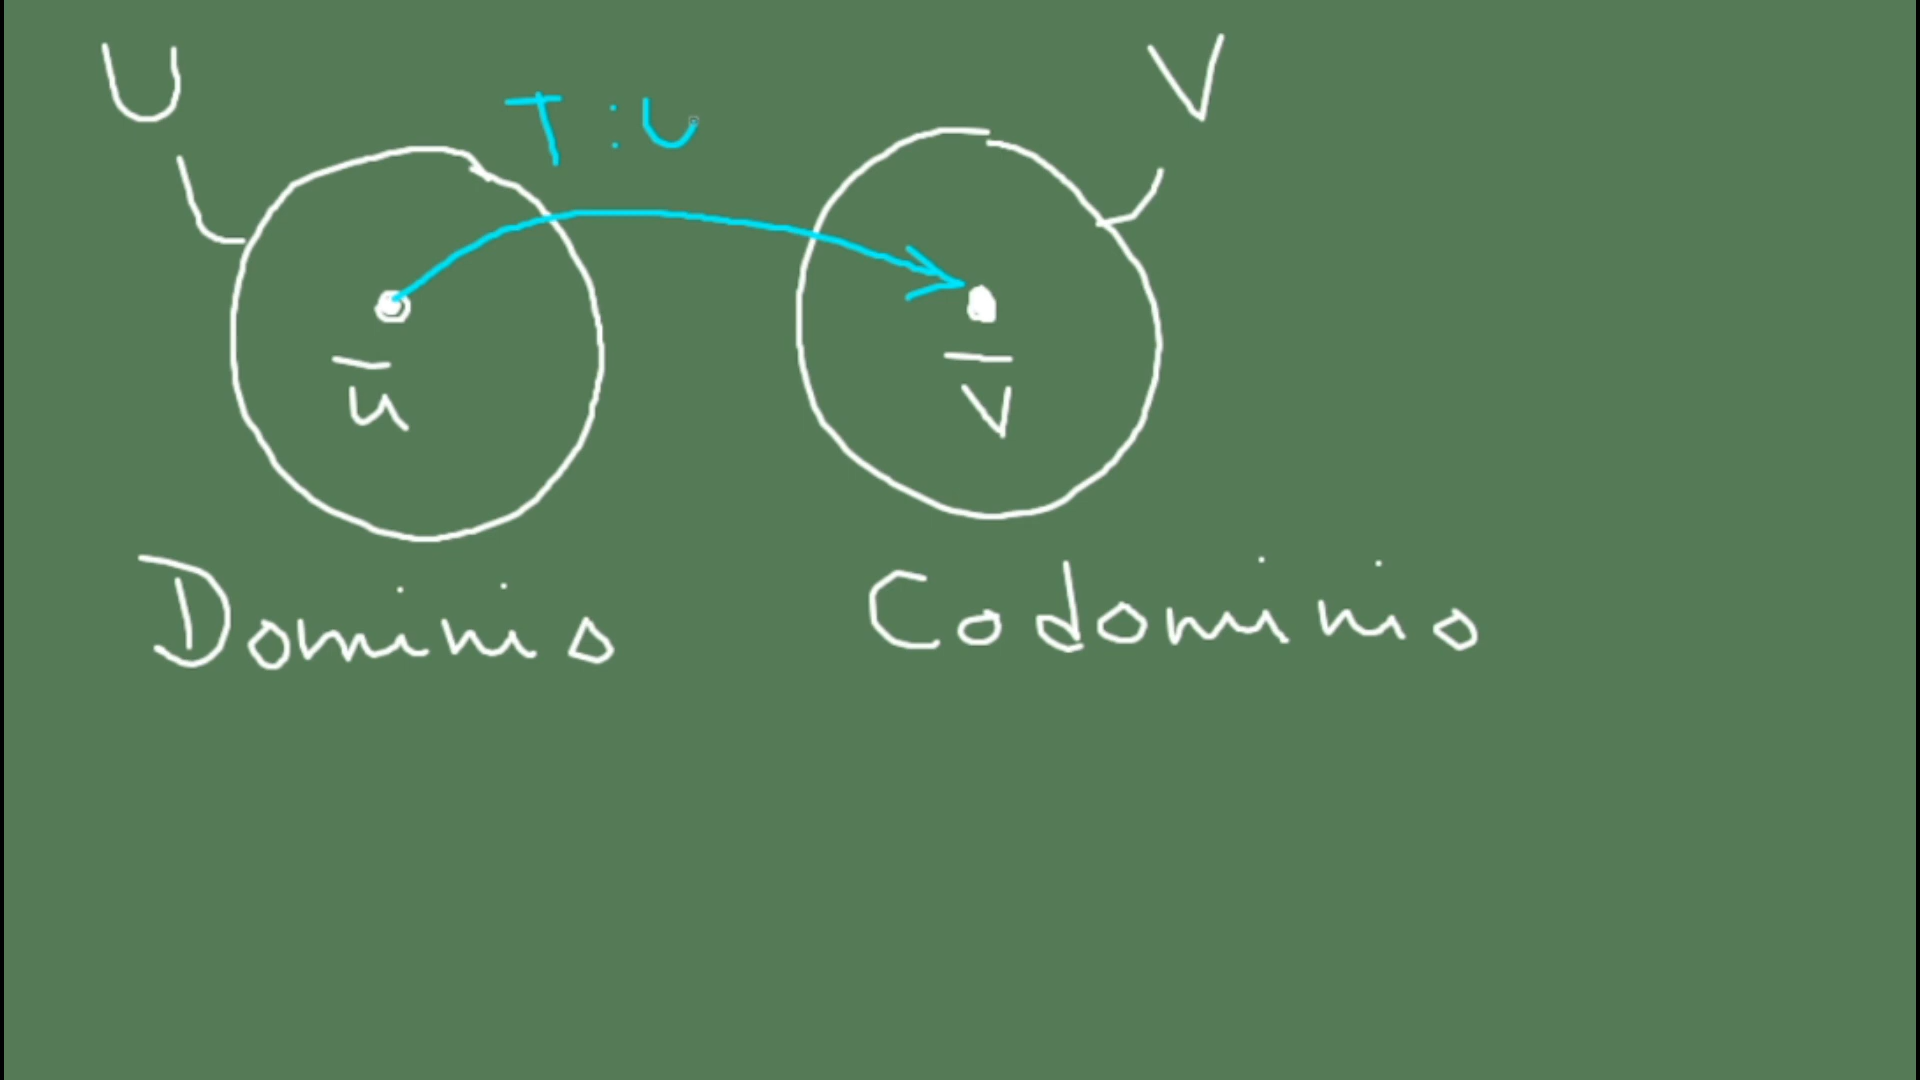 U V
T : U
u̅ v̅
Dominio Codominio